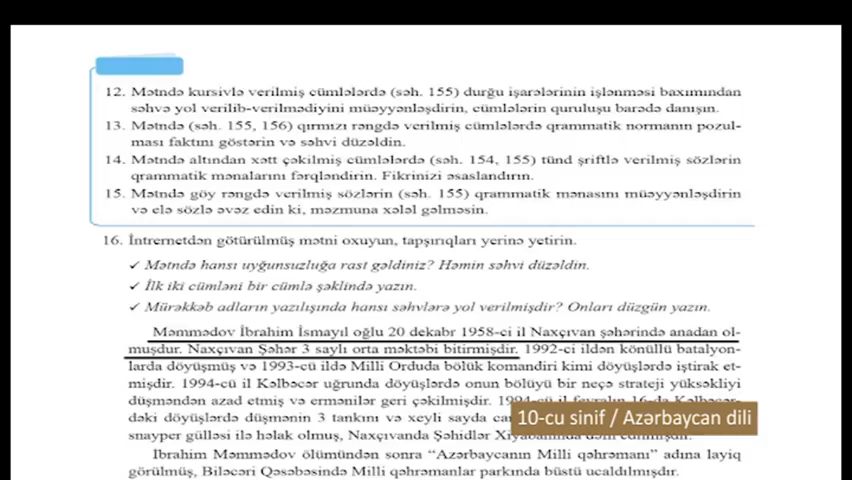 12. Mətndə kursivlə verilmiş cümlələrdə (səh. 155) durğu işarələrinin işlənməsi baxımından
səhvə yol verilib-verilmədiyini müəyyənləşdirin, cümlələrin quruluşu barədə danışın.
13. Mətndə (səh. 155, 156) qırmızı rəngdə verilmiş cümlələrdə qrammatik normanın pozul-
ması faktını göstərin və səhvi düzəldin.
14. Mətndə altından xətt çəkilmiş cümlələrdə (səh. 154, 155) tünd şriftlə verilmiş sözlərin
qrammatik mənalarını fərqləndirin. Fikrinizi əsaslandırın.
15. Mətndə göy rəngdə verilmiş sözlərin (səh. 155) qrammatik mənasını müəyyənləşdirin
və elə sözlə əvəz edin ki, məzmuna xələl gəlməsin.
16. İnternetdən götürülmüş mətni oxuyun, tapşırıqları yerinə yetirin.
✓ Mətndə hansı uyğunsuzluğa rast gəldiniz? Həmin səhvi düzəldin.
✓ İlk iki cümləni bir cümlə şəklində yazın.
✓ Mürəkkəb adların yazılışında hansı səhvlərə yol verilmişdir? Onları düzgün yazın.
Məmmədov İbrahim İsmayıl oğlu 20 dekabr 1958-ci il Naxçıvan şəhərində anadan ol-
muşdur. Naxçıvan Şəhər 3 saylı orta məktəbi bitirmişdir. 1992-ci ildən könüllü batalyon-
larda döyüşmüş və 1993-cü ildə Milli Orduda bölük komandiri kimi döyüşlərdə iştirak et-
mişdir. 1994-cü il Kəlbəcər uğrunda döyüşlərdə onun bölüyü bir neçə strateji yüksəkliyi
düşməndən azad etmiş və ermənilər geri çəkilmişdir. 1994-cü il fevralın 16-da Kəlbəcər-
dəki döyüşlərdə düşmənin 3 tankını və xeyli sayda
snayper gülləsi ilə həlak olmuş, Naxçıvanda Şəhidlər Xiyabanında dəfn edilmişdir.
İbrahim Məmmədov ölümündən sonra “Azərbaycanın Milli qəhrəmanı” adına layiq
görülmüş, Biləcəri Qəsəbəsində Milli qəhrəmanlar parkında büstü ucaldılmışdır.
10-cu sinif / Azərbaycan dili